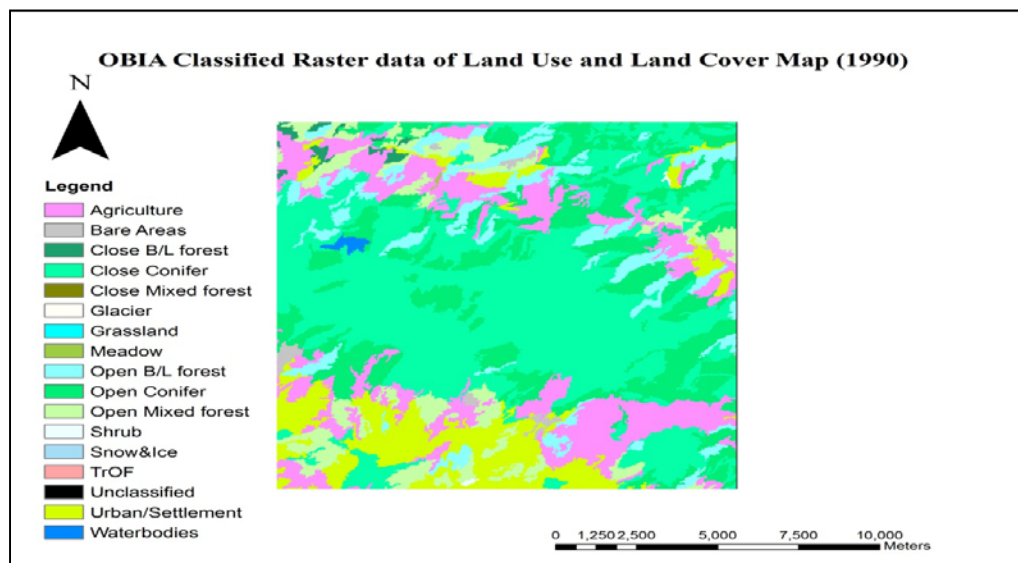 OBIA Classified Raster data of Land Use and Land Cover Map (1990)
N
Legend
Agriculture
Bare Areas
Close B/L forest
Close Conifer
Close Mixed forest
Glacier
Grassland
Meadow
Open B/L forest
Open Conifer
Open Mixed forest
Shrub
Snow&Ice
TrOF
Unclassified
Urban/Settlement
Waterbodies
0 1,250 2,500 5,000 7,500 10,000
Meters